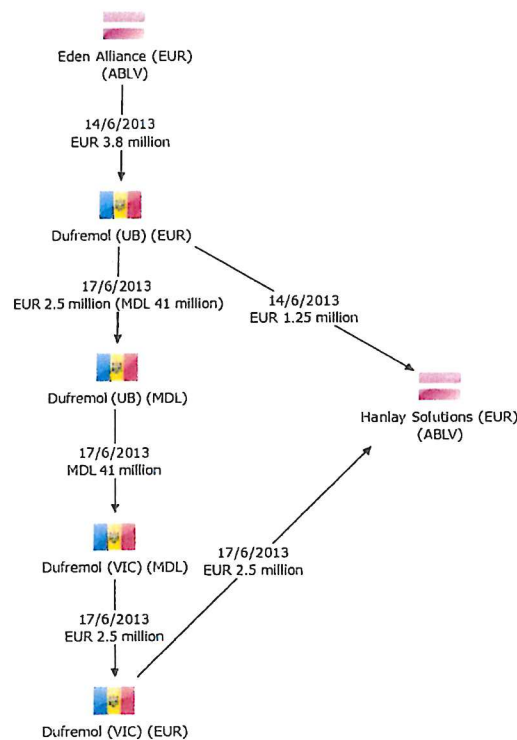 Eden Alliance (EUR)
(ABLV)
14/6/2013
EUR 3.8 million
Dufremol (UB) (EUR)
17/6/2013
EUR 2.5 million (MDL 41 million)
14/6/2013
EUR 1.25 million
Dufremol (UB) (MDL)
Hanlay Solutions (EUR)
(ABLV)
17/6/2013
MDL 41 million
Dufremol (VIC) (MDL)
17/6/2013
EUR 2.5 million
17/6/2013
EUR 2.5 million
Dufremol (VIC) (EUR)